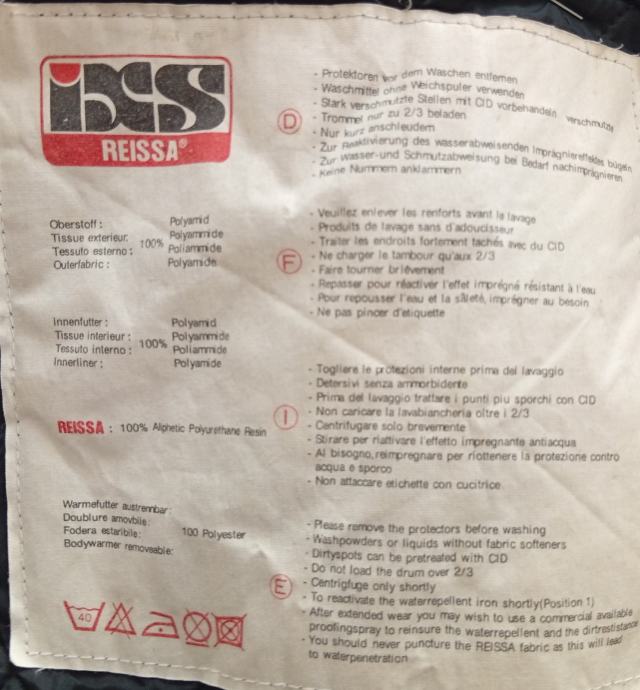 ixs
REISSA®
Oberstoff : Polyamid
Tissue exterieur: Polyammide
Tessuto esterno : 100% Poliammide
Outerfabric : Polyamide
Innenfutter : Polyamid
Tissue interieur : Polyammide
Tessuto interno : 100% Poliammide
Innerliner : Polyamide
REISSA : 100% Aliphetic Polyurethane Resin
Warmefutter austrennbar:
Doublure amovbile:
Fodera estaribile: 100 Polyester
Bodywarmer removeable:
40
D
- Protektoren vor dem Waschen entfernen
- Waschmittel ohne Weichspuler verwenden
- Stark verschmutzte Stellen mit CID vorbehandeln verschmutzte
- Trommel nur zu 2/3 beladen
- Nur kurz anschleudern
- Zur Reaktivierung des wasserabweisenden Imprägniereffektes bügeln
- Zur Wasser-und Schmutzabweisung bei Bedarf nachimprägnieren
- Keine Nummern anklammern
F
- Veuillez enlever les renforts avant la lavage
- Produits de lavage sans d'adoucisseur
- Traiter les endroits fortement tachés avec du CID
- Ne charger le tambour qu'aux 2/3
- Faire tourner brièvement
- Repasser pour réactiver l'effet imprégné résistant à l'eau
- Pour repousser l'eau et la sâleté, imprégner au besoin
- Ne pas pincer d'etiquette
I
- Togliere le protezioni interne prima del lavaggio
- Detersivi senza ammorbidente
- Prima del lavaggio trattare i punti piu sporchi con CID
- Non caricare la lavabiancheria oltre i 2/3
- Centrifugare solo brevemente
- Stirare per riattivare l'effetto impregnante antiacqua
- Al bisogno,reimpregnare per riottenere la protezione contro
acqua e sporco
- Non attaccare etichette con cucitrice
E
- Please remove the protectors before washing
- Washpowders or liquids without fabric softeners
- Dirtyspots can be pretreated with CID
- Do not load the drum over 2/3
- Centrigfuge only shortly
- To reactivate the waterrepellent iron shortly(Position 1)
- After extended wear you may wish to use a commercial available
proofingspray to reinsure the waterrepellent and the dirtrestistance
- You should never puncture the REISSA fabric as this will lead
to waterpenetration